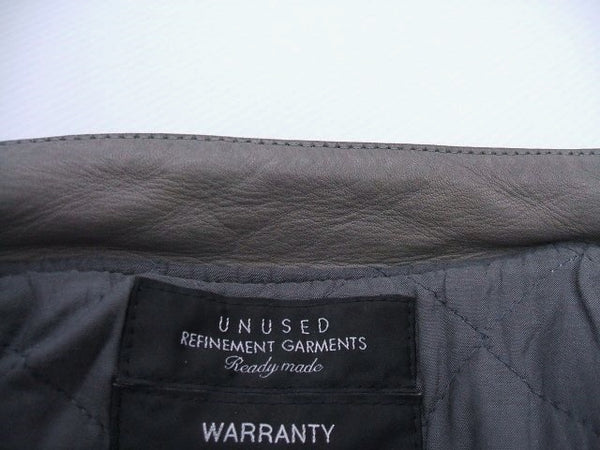 UNUSED
REFINEMENT GARMENTS
Ready made
WARRANTY